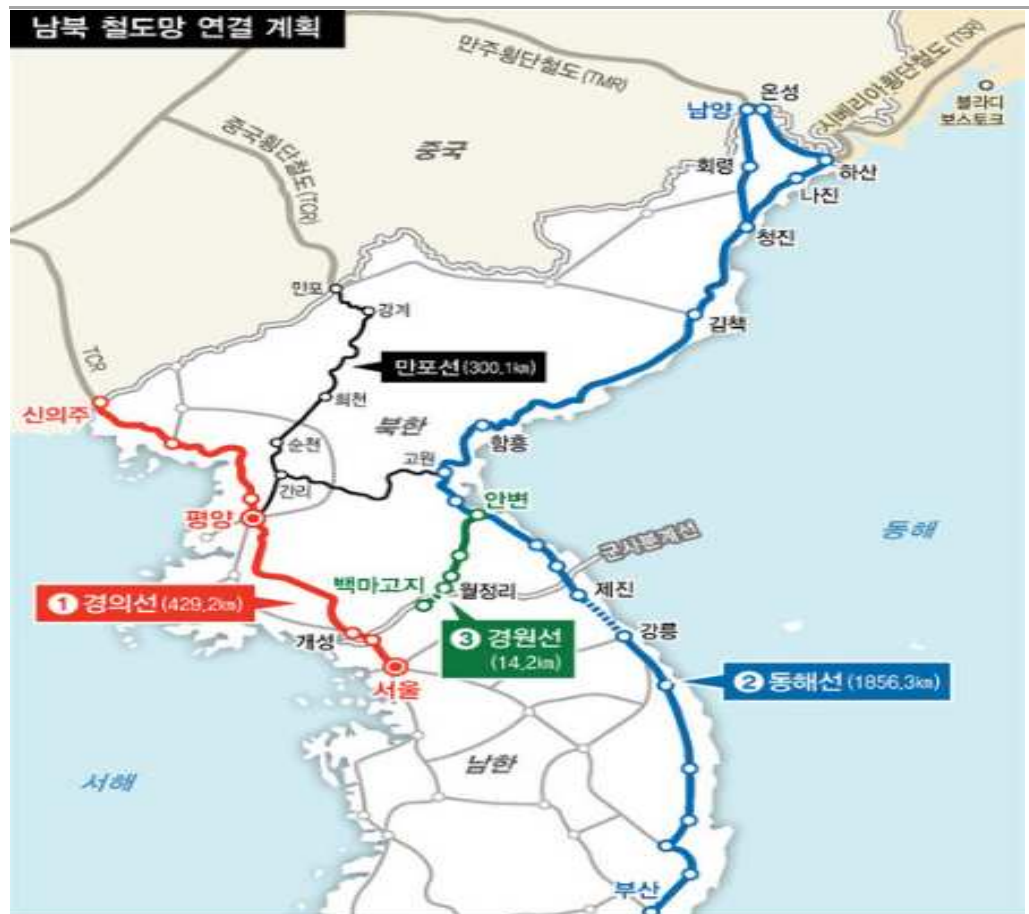 남북 철도망 연결 계획
만주횡단철도(TMR)
시베리아횡단철도(TSR)
블라디
보스토크
온성
남양
중국횡단철도(TCR)
중국
회령
하산
나진
청진
만포
강계
김책
TCR
만포선(300.1㎞)
희천
신의주
북한
순천
함흥
고원
간리
안변
평양
군사분계선
동해
백마고지
월정리
제진
① 경의선(429.2㎞)
개성
③ 경원선
(14.2㎞)
강릉
서울
② 동해선(1856.3㎞)
남한
서해
부산